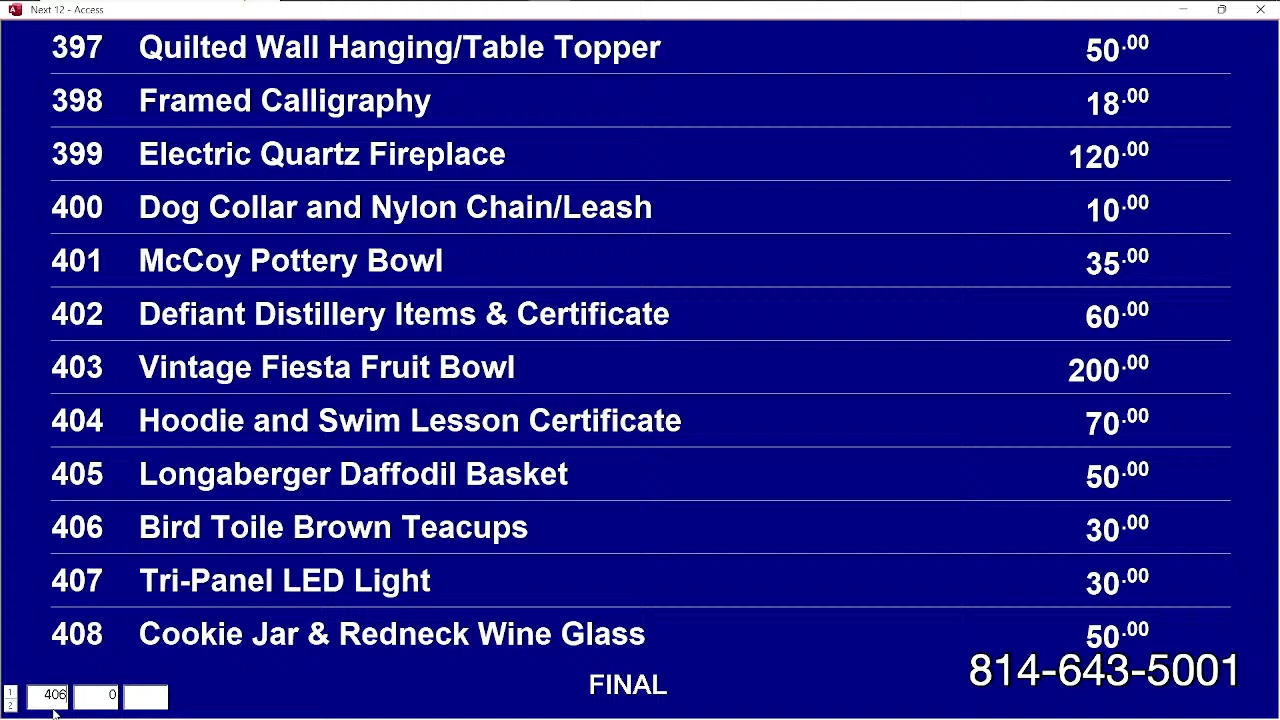 Next 12 - Access
397 Quilted Wall Hanging/Table Topper 50.00
398 Framed Calligraphy 18.00
399 Electric Quartz Fireplace 120.00
400 Dog Collar and Nylon Chain/Leash 10.00
401 McCoy Pottery Bowl 35.00
402 Defiant Distillery Items & Certificate 60.00
403 Vintage Fiesta Fruit Bowl 200.00
404 Hoodie and Swim Lesson Certificate 70.00
405 Longaberger Daffodil Basket 50.00
406 Bird Toile Brown Teacups 30.00
407 Tri-Panel LED Light 30.00
408 Cookie Jar & Redneck Wine Glass 50.00
814-643-5001
FINAL
1
2
406 0